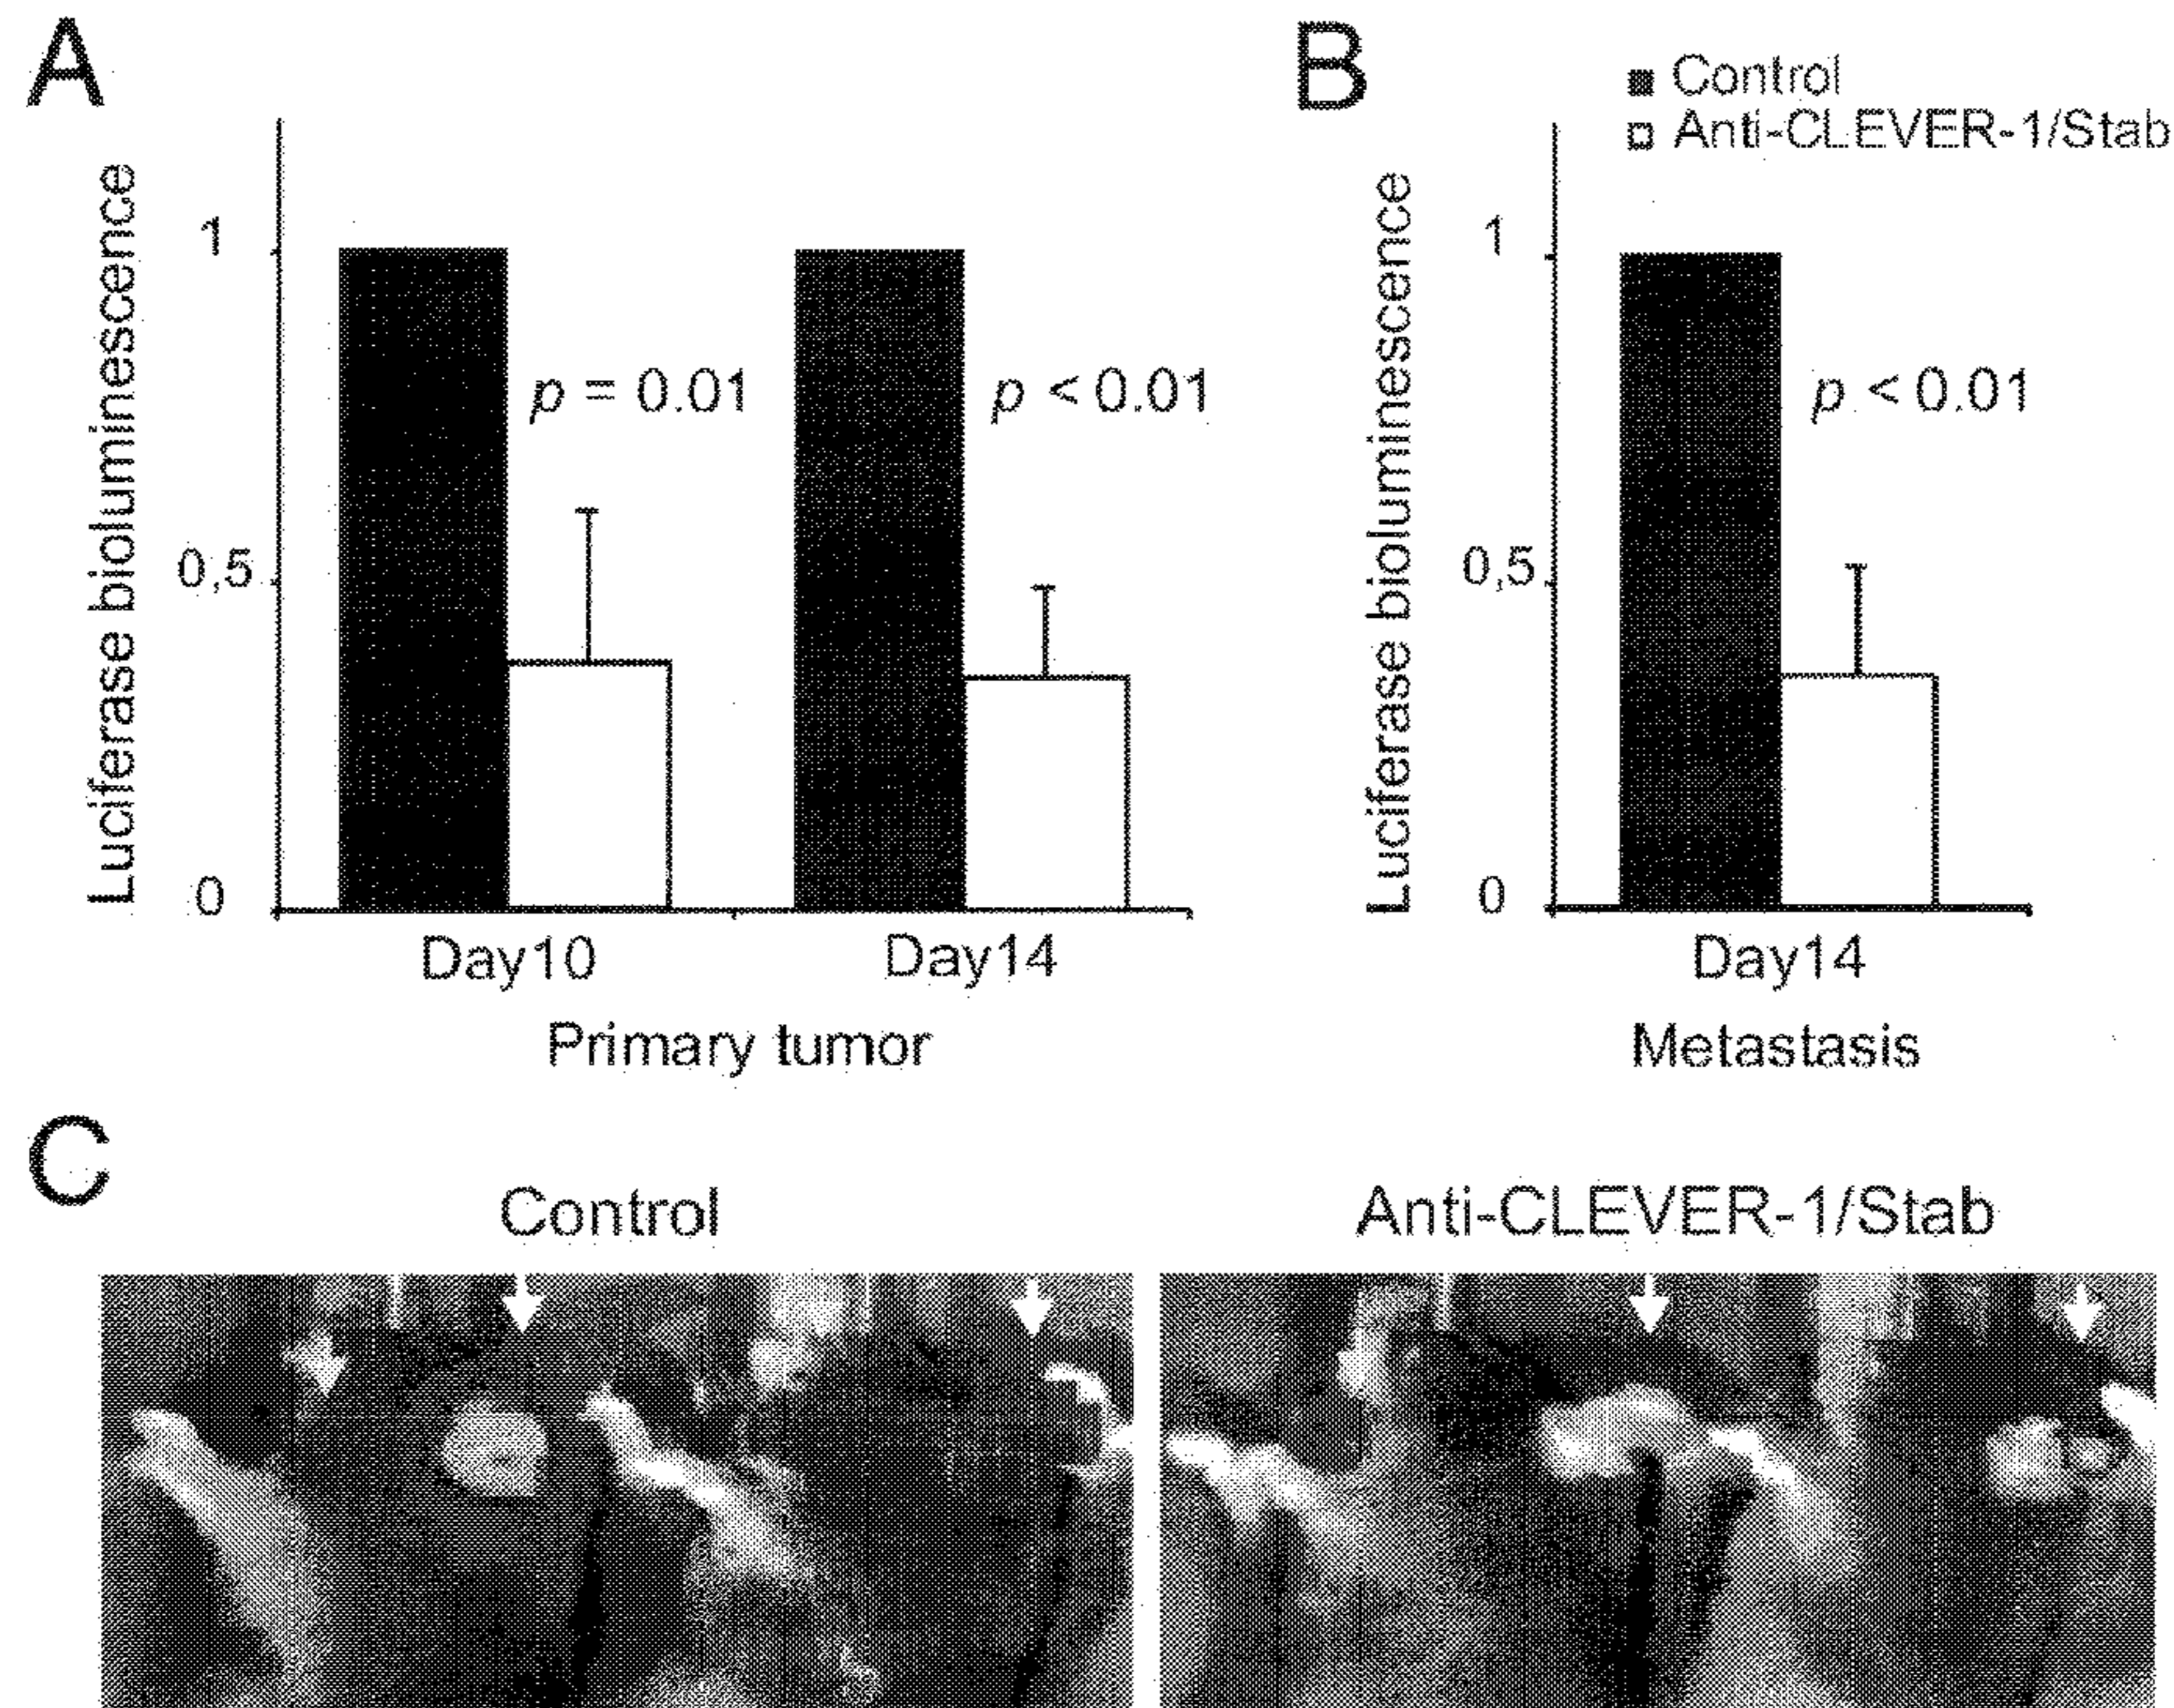 A
Luciferase bioluminescence
1
0,5
0
p = 0.01
p < 0.01
Day10
Day14
Primary tumor
B
Control
Anti-CLEVER-1/Stab
Luciferase bioluminescence
1
0,5
0
p < 0.01
Day14
Metastasis
C
Control
Anti-CLEVER-1/Stab